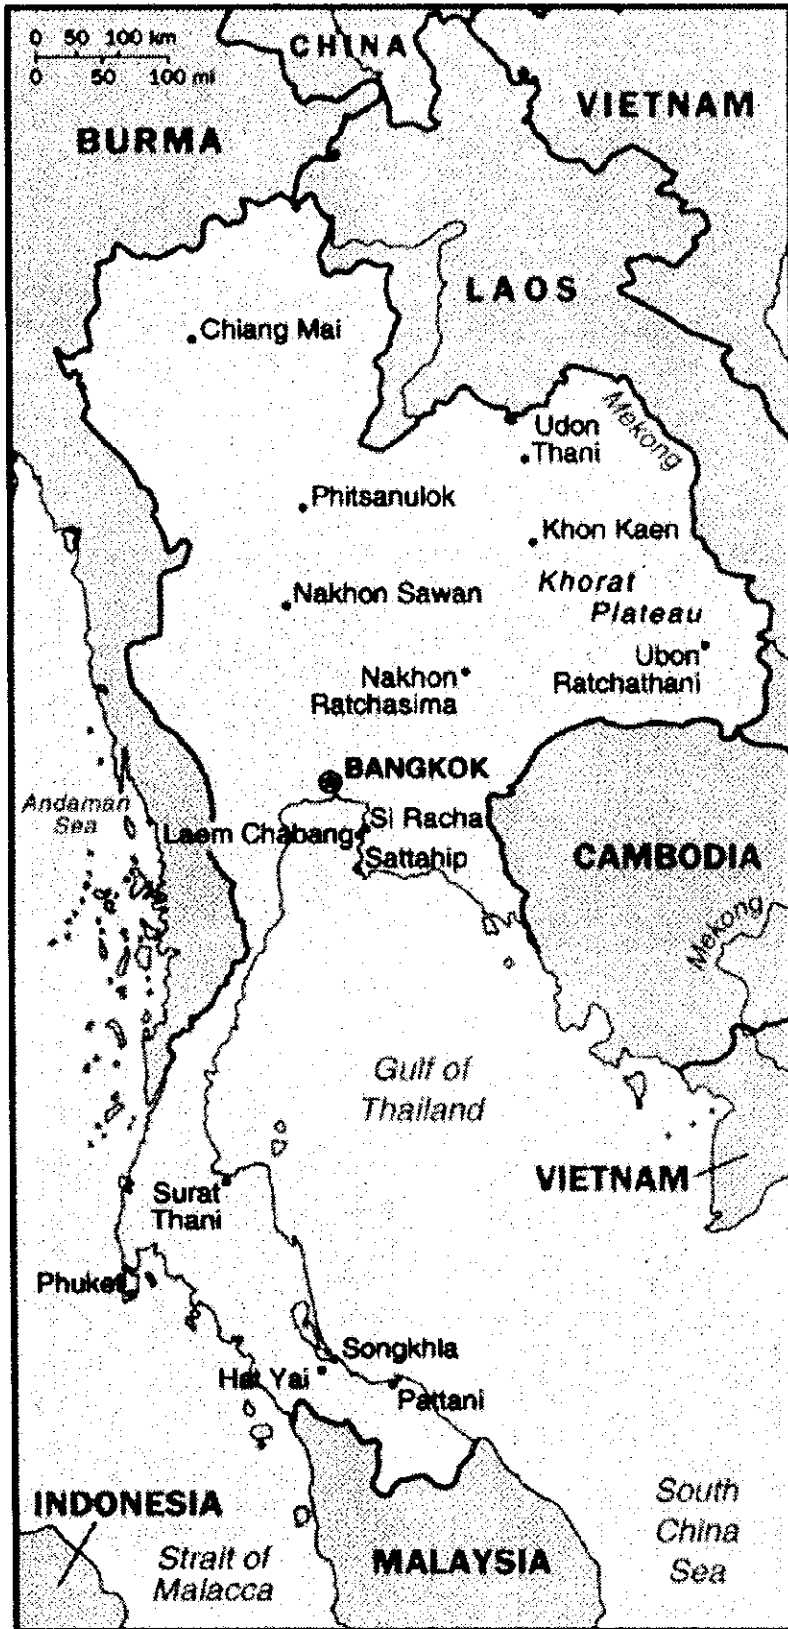 0 50 100 km
0 50 100 mi
CHINA
VIETNAM
BURMA
LAOS
Chiang Mai
Mekong
Udon
Thani
Phitsanulok
Khon Kaen
Khorat
Plateau
Nakhon Sawan
Ubon
Ratchathani
Nakhon
Ratchasima
BANGKOK
Andaman
Sea
Si Racha
Laem Chabang
Sattahip
CAMBODIA
Mekong
Gulf of
Thailand
VIETNAM
Surat
Thani
Phuket
Songkhla
Hat Yai
Pattani
INDONESIA
South
China
Sea
Strait of
Malacca
MALAYSIA